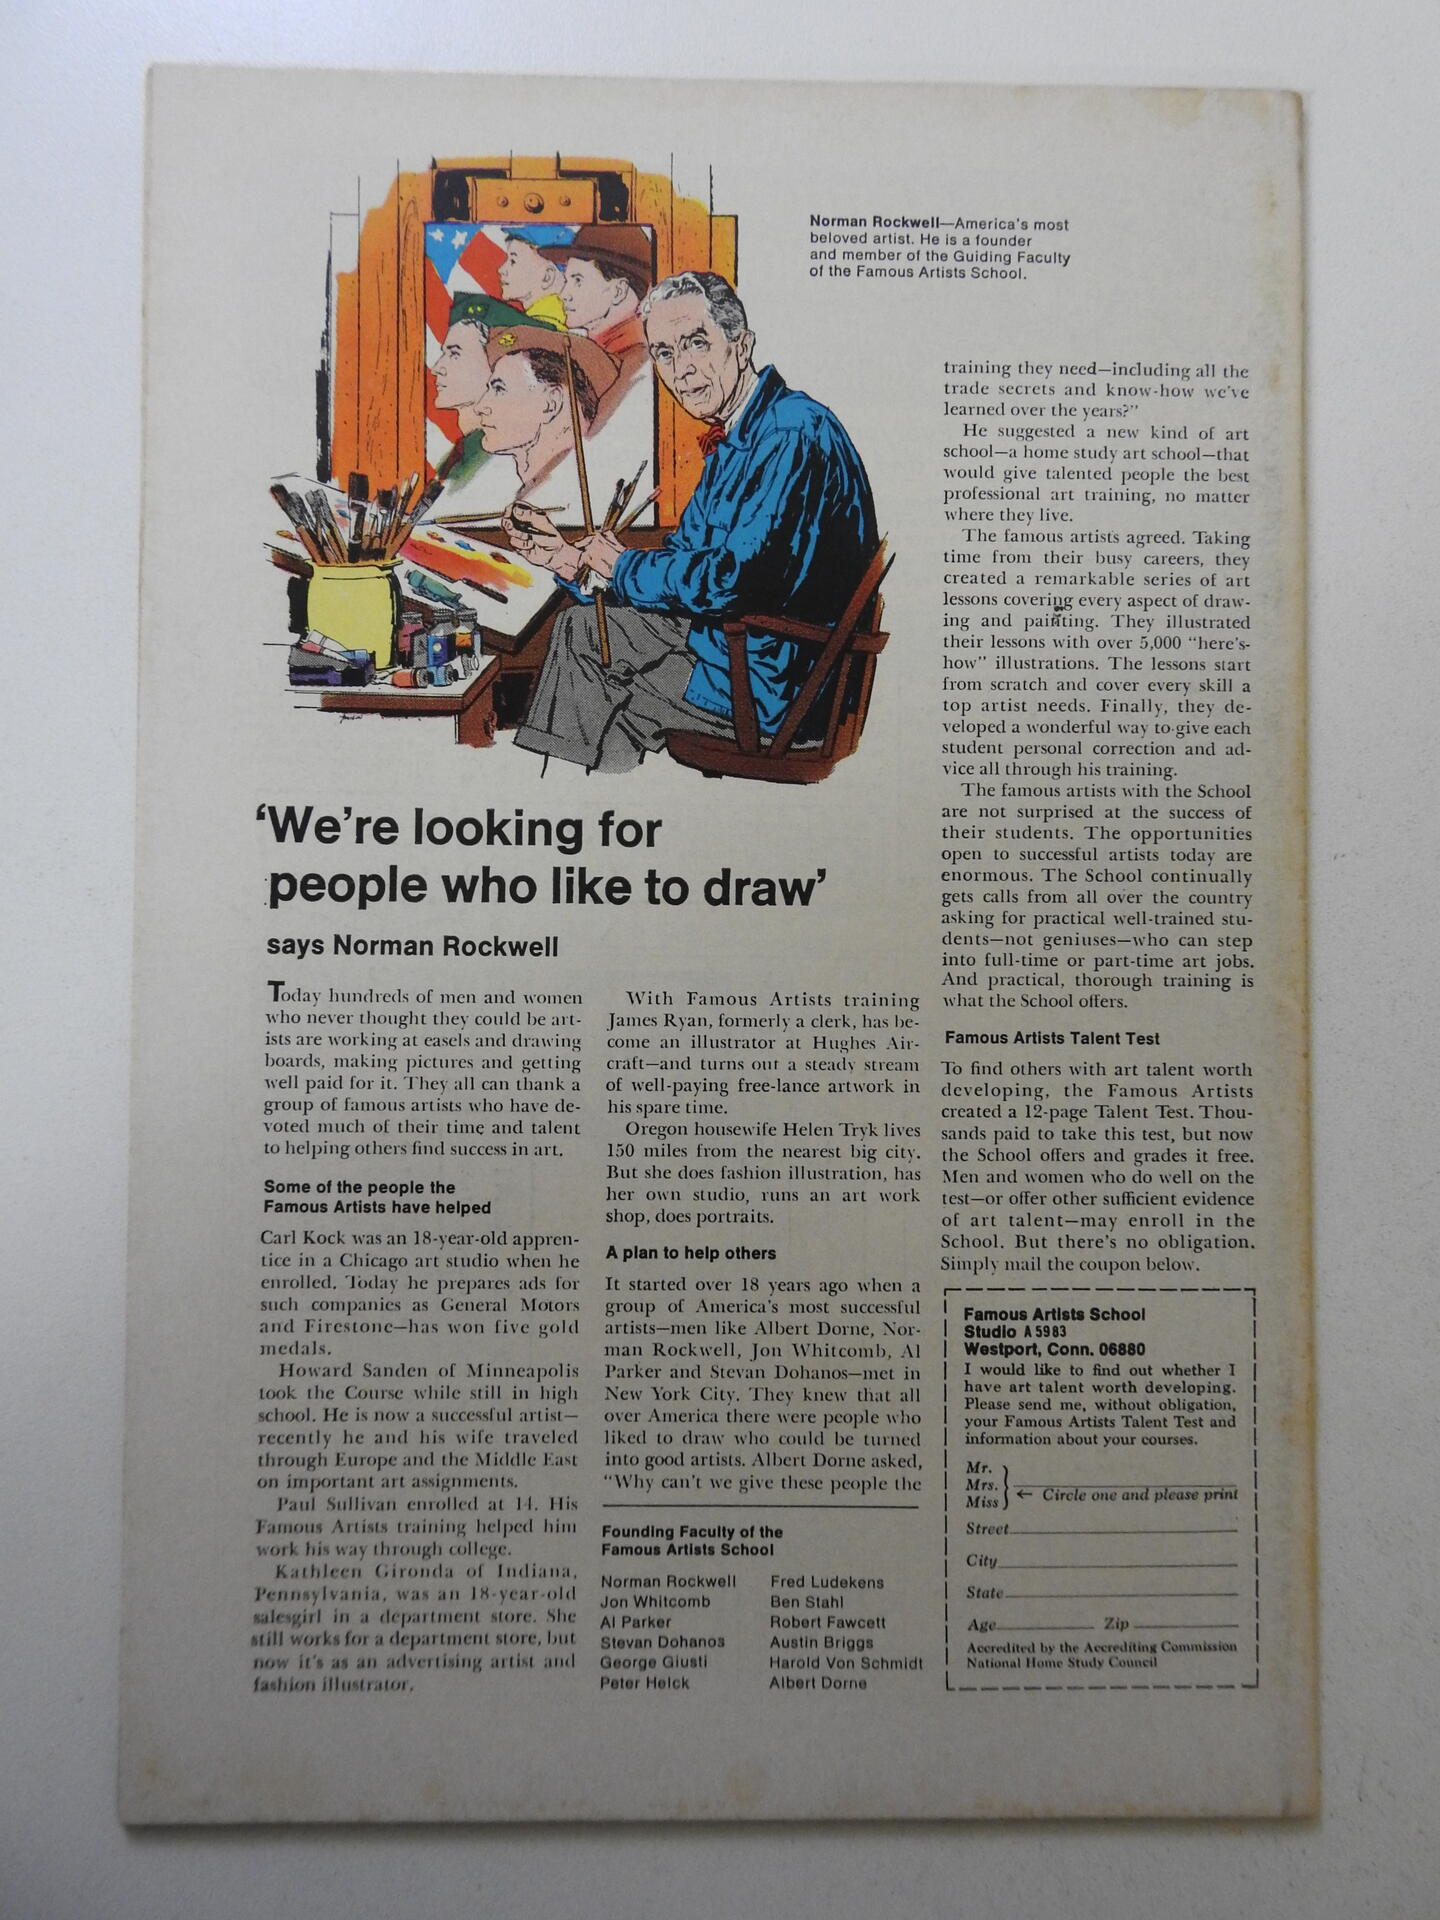 Norman Rockwell—America's most
beloved artist. He is a founder
and member of the Guiding Faculty
of the Famous Artists School.
'We're looking for
people who like to draw'
says Norman Rockwell
Today hundreds of men and women
who never thought they could be art-
ists are working at easels and drawing
boards, making pictures and getting
well paid for it. They all can thank a
group of famous artists who have de-
voted much of their time and talent
to helping others find success in art.
Some of the people the
Famous Artists have helped
Carl Kock was an 18-year-old appren-
tice in a Chicago art studio when he
enrolled. Today he prepares ads for
such companies as General Motors
and Firestone—has won five gold
medals.
Howard Sanden of Minneapolis
took the Course while still in high
school. He is now a successful artist—
recently he and his wife traveled
through Europe and the Middle East
on important art assignments.
Paul Sullivan enrolled at 14. His
Famous Artists training helped him
work his way through college.
Kathleen Gironda of Indiana,
Pennsylvania, was an 18-year-old
salesgirl in a department store. She
still works for a department store, but
now it's as an advertising artist and
fashion illustrator.
With Famous Artists training
James Ryan, formerly a clerk, has be-
come an illustrator at Hughes Air-
craft—and turns out a steady stream
of well-paying free-lance artwork in
his spare time.
Oregon housewife Helen Tryk lives
150 miles from the nearest big city.
But she does fashion illustration, has
her own studio, runs an art work
shop, does portraits.
A plan to help others
It started over 18 years ago when a
group of America's most successful
artists—men like Albert Dorne, Nor-
man Rockwell, Jon Whitcomb, Al
Parker and Stevan Dohanos—met in
New York City. They knew that all
over America there were people who
liked to draw who could be turned
into good artists. Albert Dorne asked,
"Why can't we give these people the
Founding Faculty of the
Famous Artists School
Norman Rockwell
Jon Whitcomb
Al Parker
Stevan Dohanos
George Giusti
Peter Helck
Fred Ludekens
Ben Stahl
Robert Fawcett
Austin Briggs
Harold Von Schmidt
Albert Dorne
training they need—including all the
trade secrets and know-how we've
learned over the years?"
He suggested a new kind of art
school—a home study art school—that
would give talented people the best
professional art training, no matter
where they live.
The famous artists agreed. Taking
time from their busy careers, they
created a remarkable series of art
lessons covering every aspect of draw-
ing and painting. They illustrated
their lessons with over 5,000 "here's-
how" illustrations. The lessons start
from scratch and cover every skill a
top artist needs. Finally, they de-
veloped a wonderful way to give each
student personal correction and ad-
vice all through his training.
The famous artists with the School
are not surprised at the success of
their students. The opportunities
open to successful artists today are
enormous. The School continually
gets calls from all over the country
asking for practical well-trained stu-
dents—not geniuses—who can step
into full-time or part-time art jobs.
And practical, thorough training is
what the School offers.
Famous Artists Talent Test
To find others with art talent worth
developing, the Famous Artists
created a 12-page Talent Test. Thou-
sands paid to take this test, but now
the School offers and grades it free.
Men and women who do well on the
test—or offer other sufficient evidence
of art talent—may enroll in the
School. But there's no obligation.
Simply mail the coupon below.
Famous Artists School
Studio A 5983
Westport, Conn. 06880
I would like to find out whether I
have art talent worth developing.
Please send me, without obligation,
your Famous Artists Talent Test and
information about your courses.
Mr.
Mrs.
Miss ← Circle one and please print
Street
City
State
Age Zip
Accredited by the Accrediting Commission
National Home Study Council